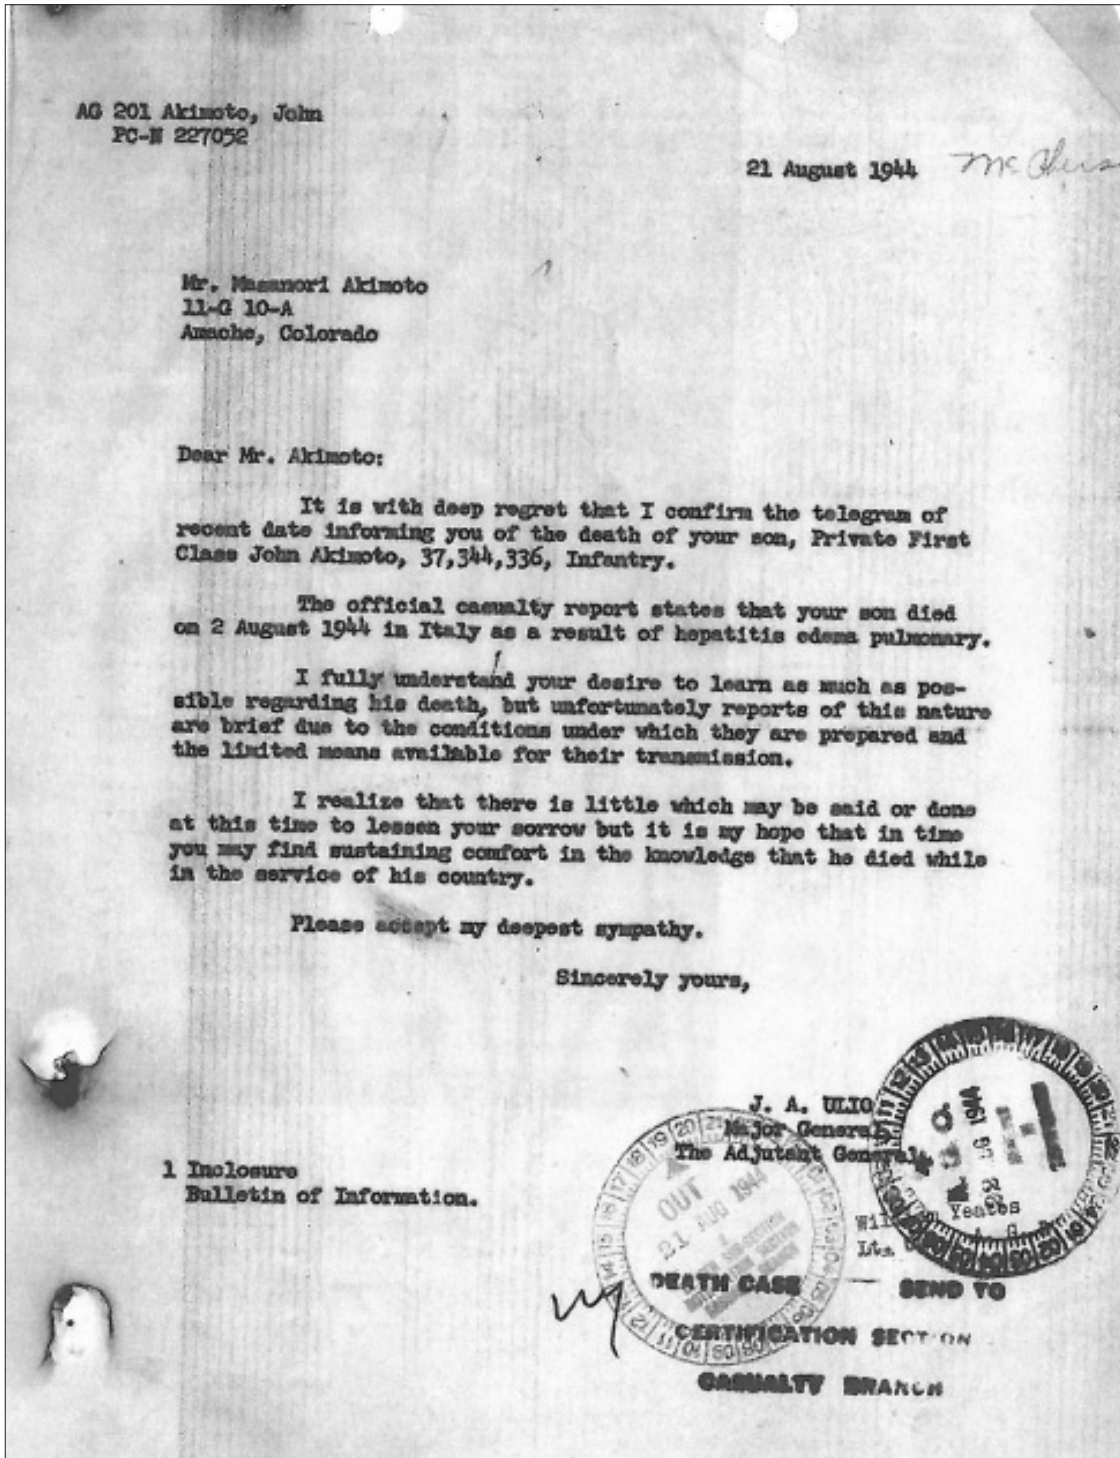 AG 201 Akimoto, John
PC-N 227052
21 August 1944
Mr. Masanori Akimoto
11-G 10-A
Amache, Colorado
Dear Mr. Akimoto:
It is with deep regret that I confirm the telegram of
recent date informing you of the death of your son, Private First
Class John Akimoto, 37,344,336, Infantry.
The official casualty report states that your son died
on 2 August 1944 in Italy as a result of hepatitis edema pulmonary.
I fully understand your desire to learn as much as pos-
sible regarding his death, but unfortunately reports of this nature
are brief due to the conditions under which they are prepared and
the limited means available for their transmission.
I realize that there is little which may be said or done
at this time to lessen your sorrow but it is my hope that in time
you may find sustaining comfort in the knowledge that he died while
in the service of his country.
Please accept my deepest sympathy.
Sincerely yours,
J. A. ULIO
Major General
The Adjutant General
1 Inclosure
Bulletin of Information.
Yeates
OUT
21 AUG 1944
DEATH CASE SEND TO
CERTIFICATION SECTION
CASUALTY BRANCH